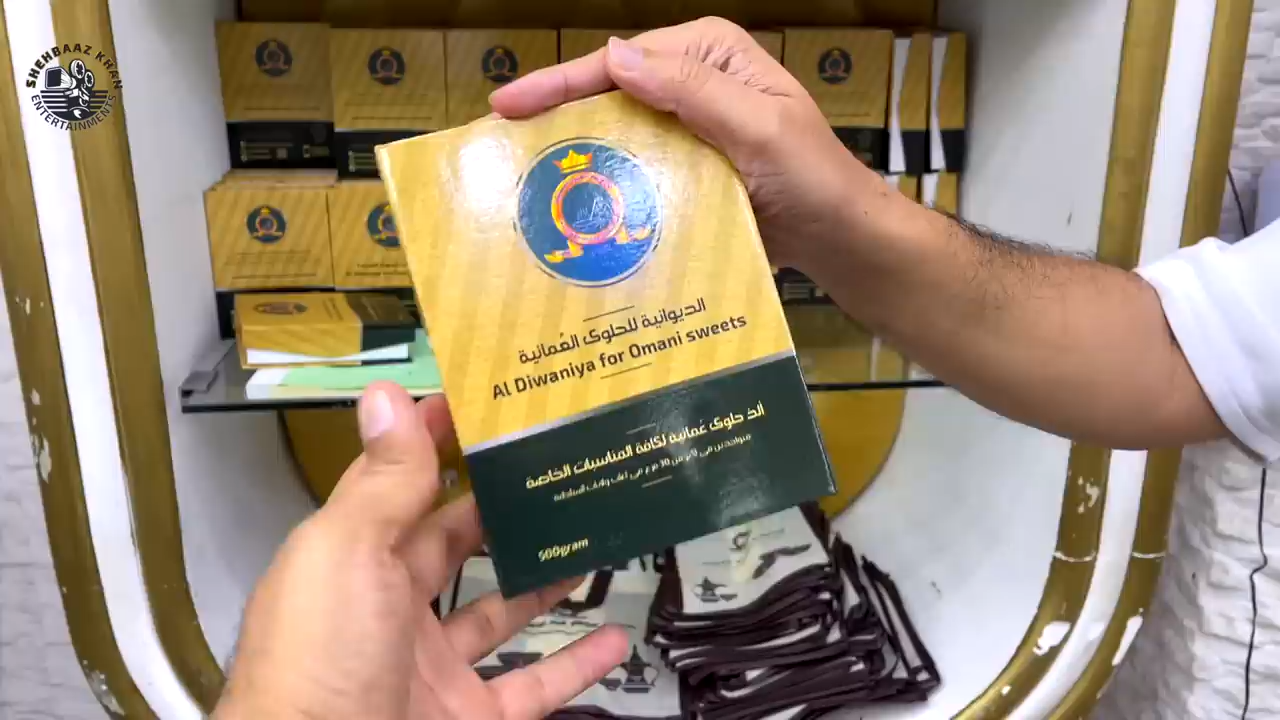 SHEHBAAZ KHAN
ENTERTAINMENTS
الديوانية للحلوى العُمانية
Al Diwaniya for Omani sweets
ألذ حلوى عُمانية لكافة المناسبات الخاصة
500gram